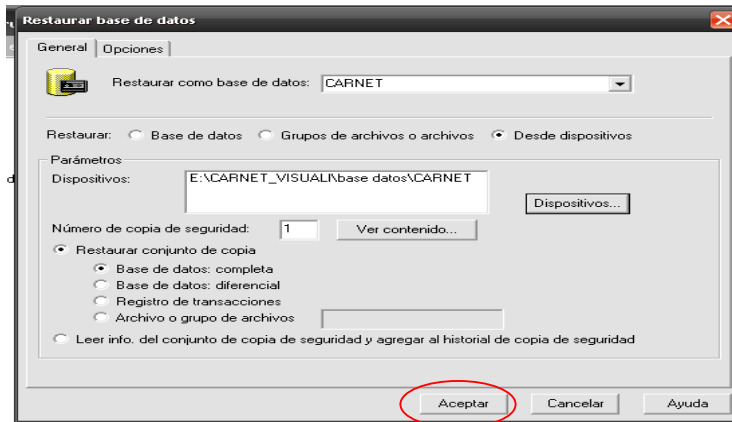 Restaurar base de datos
General Opciones
Restaurar como base de datos: CARNET
Restaurar: Base de datos Grupos de archivos o archivos Desde dispositivos
Parámetros
Dispositivos: E:\CARNET_VISUAL\base datos\CARNET
Dispositivos...
Número de copia de seguridad: 1 Ver contenido...
Restaurar conjunto de copia
Base de datos: completa
Base de datos: diferencial
Registro de transacciones
Archivo o grupo de archivos
Leer info. del conjunto de copia de seguridad y agregar al historial de copia de seguridad
Aceptar Cancelar Ayuda